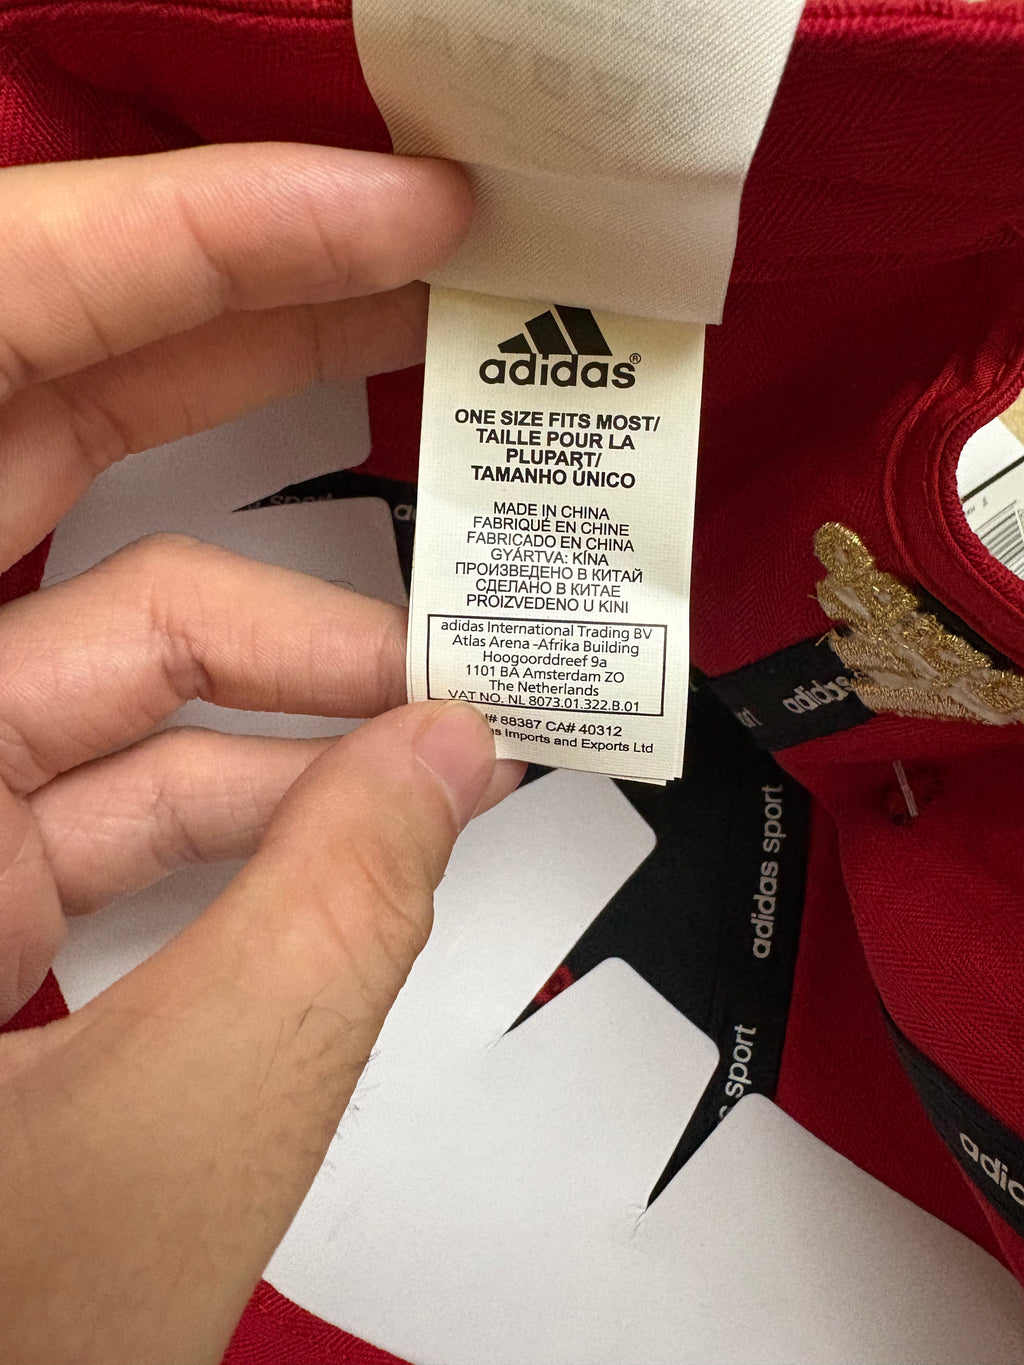 adidas®
ONE SIZE FITS MOST/
TAILLE POUR LA
PLUPART/
TAMANHO ÚNICO
MADE IN CHINA
FABRIQUÉ EN CHINE
FABRICADO EN CHINA
GYÁRTVA: KÍNA
ПРОИЗВЕДЕНО В КИТАЙ
СДЕЛАНО В КИТАЕ
PROIZVEDENO U KINI
adidas International Trading BV
Atlas Arena -Afrika Building
Hoogoorddreef 9a
1101 BA Amsterdam ZO
The Netherlands
VAT NO. NL 8073.01.322.B.01
# 88387 CA# 40312
Imports and Exports Ltd
sport
adidas
adidas sport
sport